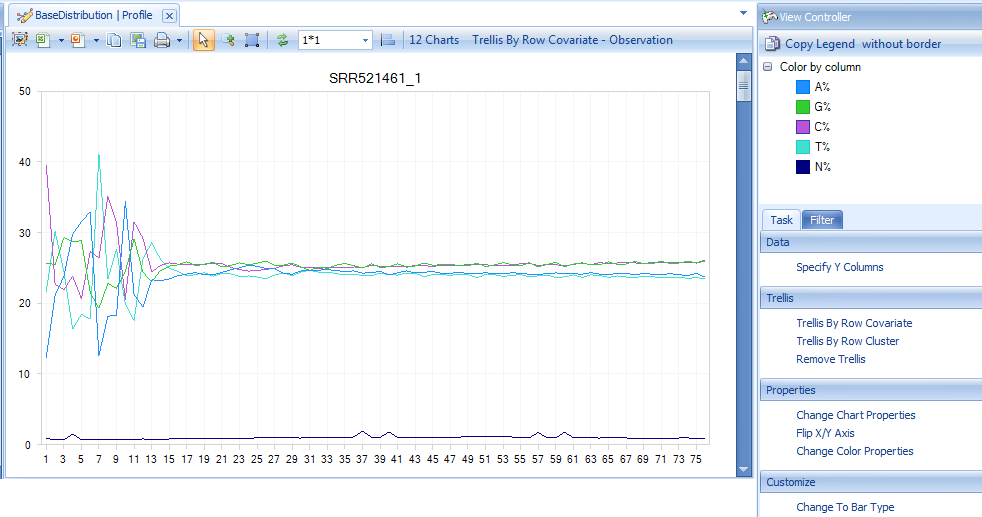 BaseDistribution | Profile
1*1
12 Charts
Trellis By Row Covariate - Observation
SRR521461_1
50
40
30
20
10
0
1 3 5 7 9 11 13 15 17 19 21 23 25 27 29 31 33 35 37 39 41 43 45 47 49 51 53 55 57 59 61 63 65 67 69 71 73 75
View Controller
Copy Legend without border
Color by column
A%
G%
C%
T%
N%
Task Filter
Data
Specify Y Columns
Trellis
Trellis By Row Covariate
Trellis By Row Cluster
Remove Trellis
Properties
Change Chart Properties
Flip X/Y Axis
Change Color Properties
Customize
Change To Bar Type